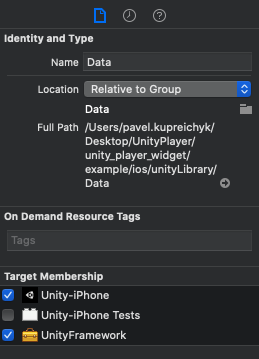 Identity and Type
Name Data
Location Relative to Group
Data
Full Path /Users/pavel.kupreichyk/
Desktop/UnityPlayer/
unity_player_widget/
example/ios/unityLibrary/
Data
On Demand Resource Tags
Tags
Target Membership
Unity-iPhone
Unity-iPhone Tests
UnityFramework